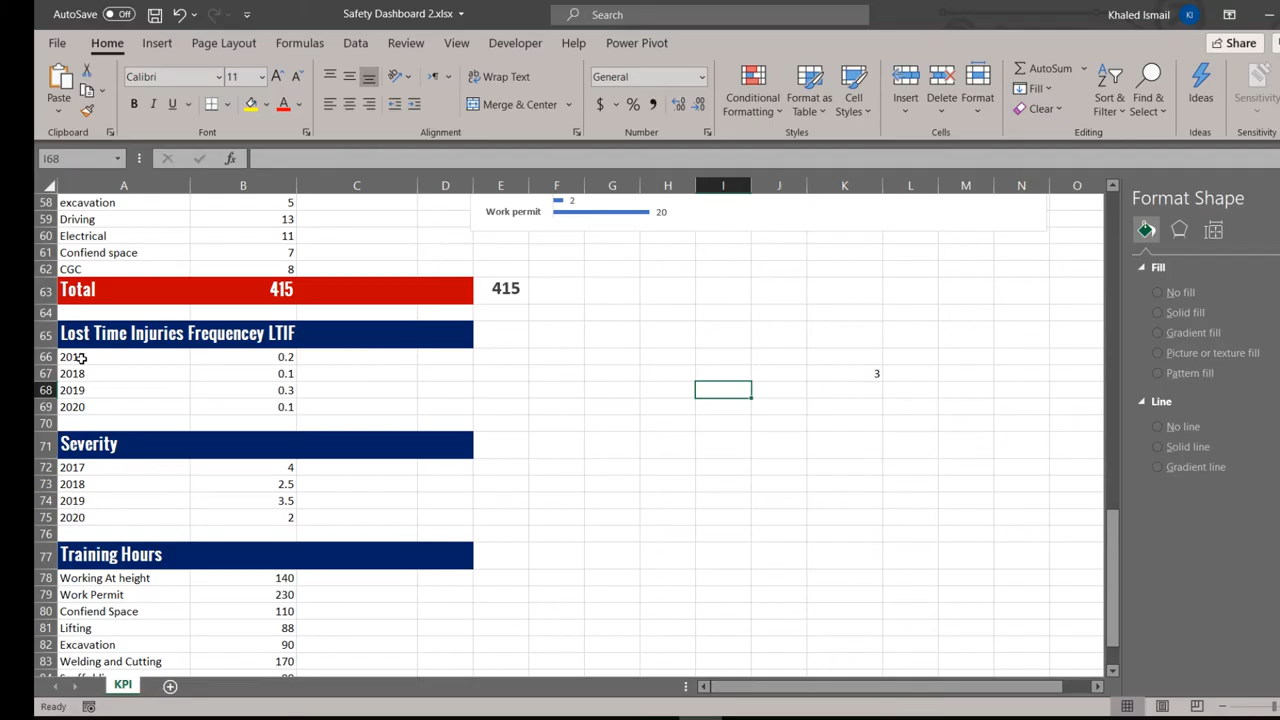 AutoSave Off Safety Dashboard 2.xlsx Search Khaled Ismail KI
File Home Insert Page Layout Formulas Data Review View Developer Help Power Pivot Share
Paste Calibri 11 Wrap Text General Conditional Formatting Format as Table Cell Styles Insert Delete Format AutoSum Sort & Filter Find & Select Ideas Sensitivity
B I U A Merge & Center $ % Fill Clear
Clipboard Font Alignment Number Styles Cells Editing Ideas Sensitivity
I68 fx
A B C D E F G H I J K L M N O
58 excavation 5 2
59 Driving 13 Work permit 20
60 Electrical 11
61 Confiend space 7
62 CGC 8
63 Total 415 415
64
65 Lost Time Injuries Frequencey LTIF
66 0.2
67 2018 0.1 3
68 2019 0.3
69 2020 0.1
70
71 Severity
72 2017 4
73 2018 2.5
74 2019 3.5
75 2020 2
76
77 Training Hours
78 Working At height 140
79 Work Permit 230
80 Confiend Space 110
81 Lifting 88
82 Excavation 90
83 Welding and Cutting 170
Format Shape
Fill
No fill
Solid fill
Gradient fill
Picture or texture fill
Pattern fill
Line
No line
Solid line
Gradient line
KPI
Ready